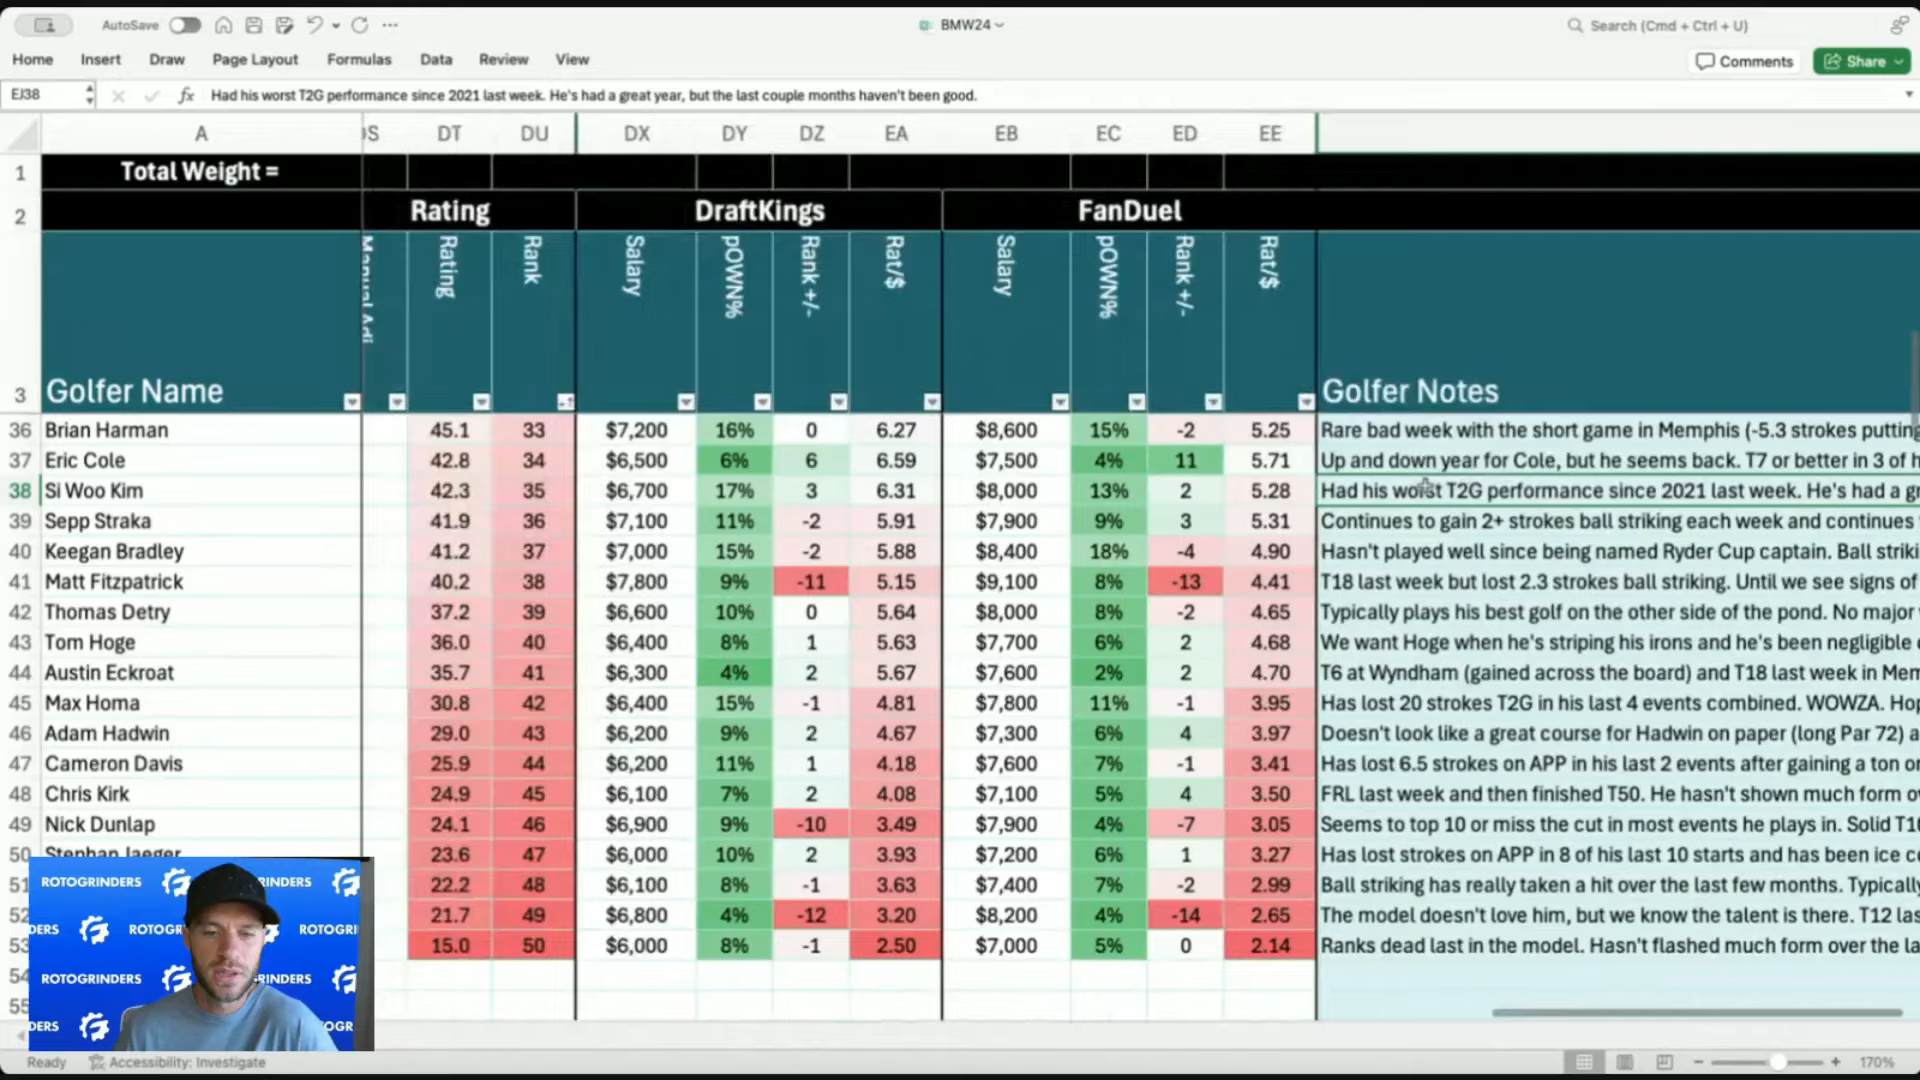 AutoSave
BMW24
Search (Cmd + Ctrl + U)
Home Insert Draw Page Layout Formulas Data Review View
Comments Share
EJ38 fx Had his worst T2G performance since 2021 last week. He's had a great year, but the last couple months haven't been good.
A DS DT DU DX DY DZ EA EB EC ED EE
1 Total Weight =
2 Rating DraftKings FanDuel
3 Golfer Name Manual Adj Rating Rank Salary pOWN% Rank +/- Rat/$ Salary pOWN% Rank +/- Rat/$ Golfer Notes
36 Brian Harman 45.1 33 $7,200 16% 0 6.27 $8,600 15% -2 5.25 Rare bad week with the short game in Memphis (-5.3 strokes putting
37 Eric Cole 42.8 34 $6,500 6% 6 6.59 $7,500 4% 11 5.71 Up and down year for Cole, but he seems back. T7 or better in 3 of h
38 Si Woo Kim 42.3 35 $6,700 17% 3 6.31 $8,000 13% 2 5.28 Had his worst T2G performance since 2021 last week. He's had a gr
39 Sepp Straka 41.9 36 $7,100 11% -2 5.91 $7,900 9% 3 5.31 Continues to gain 2+ strokes ball striking each week and continues
40 Keegan Bradley 41.2 37 $7,000 15% -2 5.88 $8,400 18% -4 4.90 Hasn't played well since being named Ryder Cup captain. Ball striki
41 Matt Fitzpatrick 40.2 38 $7,800 9% -11 5.15 $9,100 8% -13 4.41 T18 last week but lost 2.3 strokes ball striking. Until we see signs of
42 Thomas Detry 37.2 39 $6,600 10% 0 5.64 $8,000 8% -2 4.65 Typically plays his best golf on the other side of the pond. No major
43 Tom Hoge 36.0 40 $6,400 8% 1 5.63 $7,700 6% 2 4.68 We want Hoge when he's striping his irons and he's been negligible
44 Austin Eckroat 35.7 41 $6,300 4% 2 5.67 $7,600 2% 2 4.70 T6 at Wyndham (gained across the board) and T18 last week in Mem
45 Max Homa 30.8 42 $6,400 15% -1 4.81 $7,800 11% -1 3.95 Has lost 20 strokes T2G in his last 4 events combined. WOWZA. Hop
46 Adam Hadwin 29.0 43 $6,200 9% 2 4.67 $7,300 6% 4 3.97 Doesn't look like a great course for Hadwin on paper (long Par 72) a
47 Cameron Davis 25.9 44 $6,200 11% 1 4.18 $7,600 7% -1 3.41 Has lost 6.5 strokes on APP in his last 2 events after gaining a ton or
48 Chris Kirk 24.9 45 $6,100 7% 2 4.08 $7,100 5% 4 3.50 FRL last week and then finished T50. He hasn't shown much form ov
49 Nick Dunlap 24.1 46 $6,900 9% -10 3.49 $7,900 4% -7 3.05 Seems to top 10 or miss the cut in most events he plays in. Solid T10
50 Stephan Jaeger 23.6 47 $6,000 10% 2 3.93 $7,200 6% 1 3.27 Has lost strokes on APP in 8 of his last 10 starts and has been ice c
51 22.2 48 $6,100 8% -1 3.63 $7,400 7% -2 2.99 Ball striking has really taken a hit over the last few months. Typically
52 21.7 49 $6,800 4% -12 3.20 $8,200 4% -14 2.65 The model doesn't love him, but we know the talent is there. T12 las
53 15.0 50 $6,000 8% -1 2.50 $7,000 5% 0 2.14 Ranks dead last in the model. Hasn't flashed much form over the la
54
55
ROTOGRINDERS RINDERS
DERS ROTOGR ROTOGRI
ROTOGRINDERS RINDERS
DERS OGR
Ready Accessibility: Investigate 170%